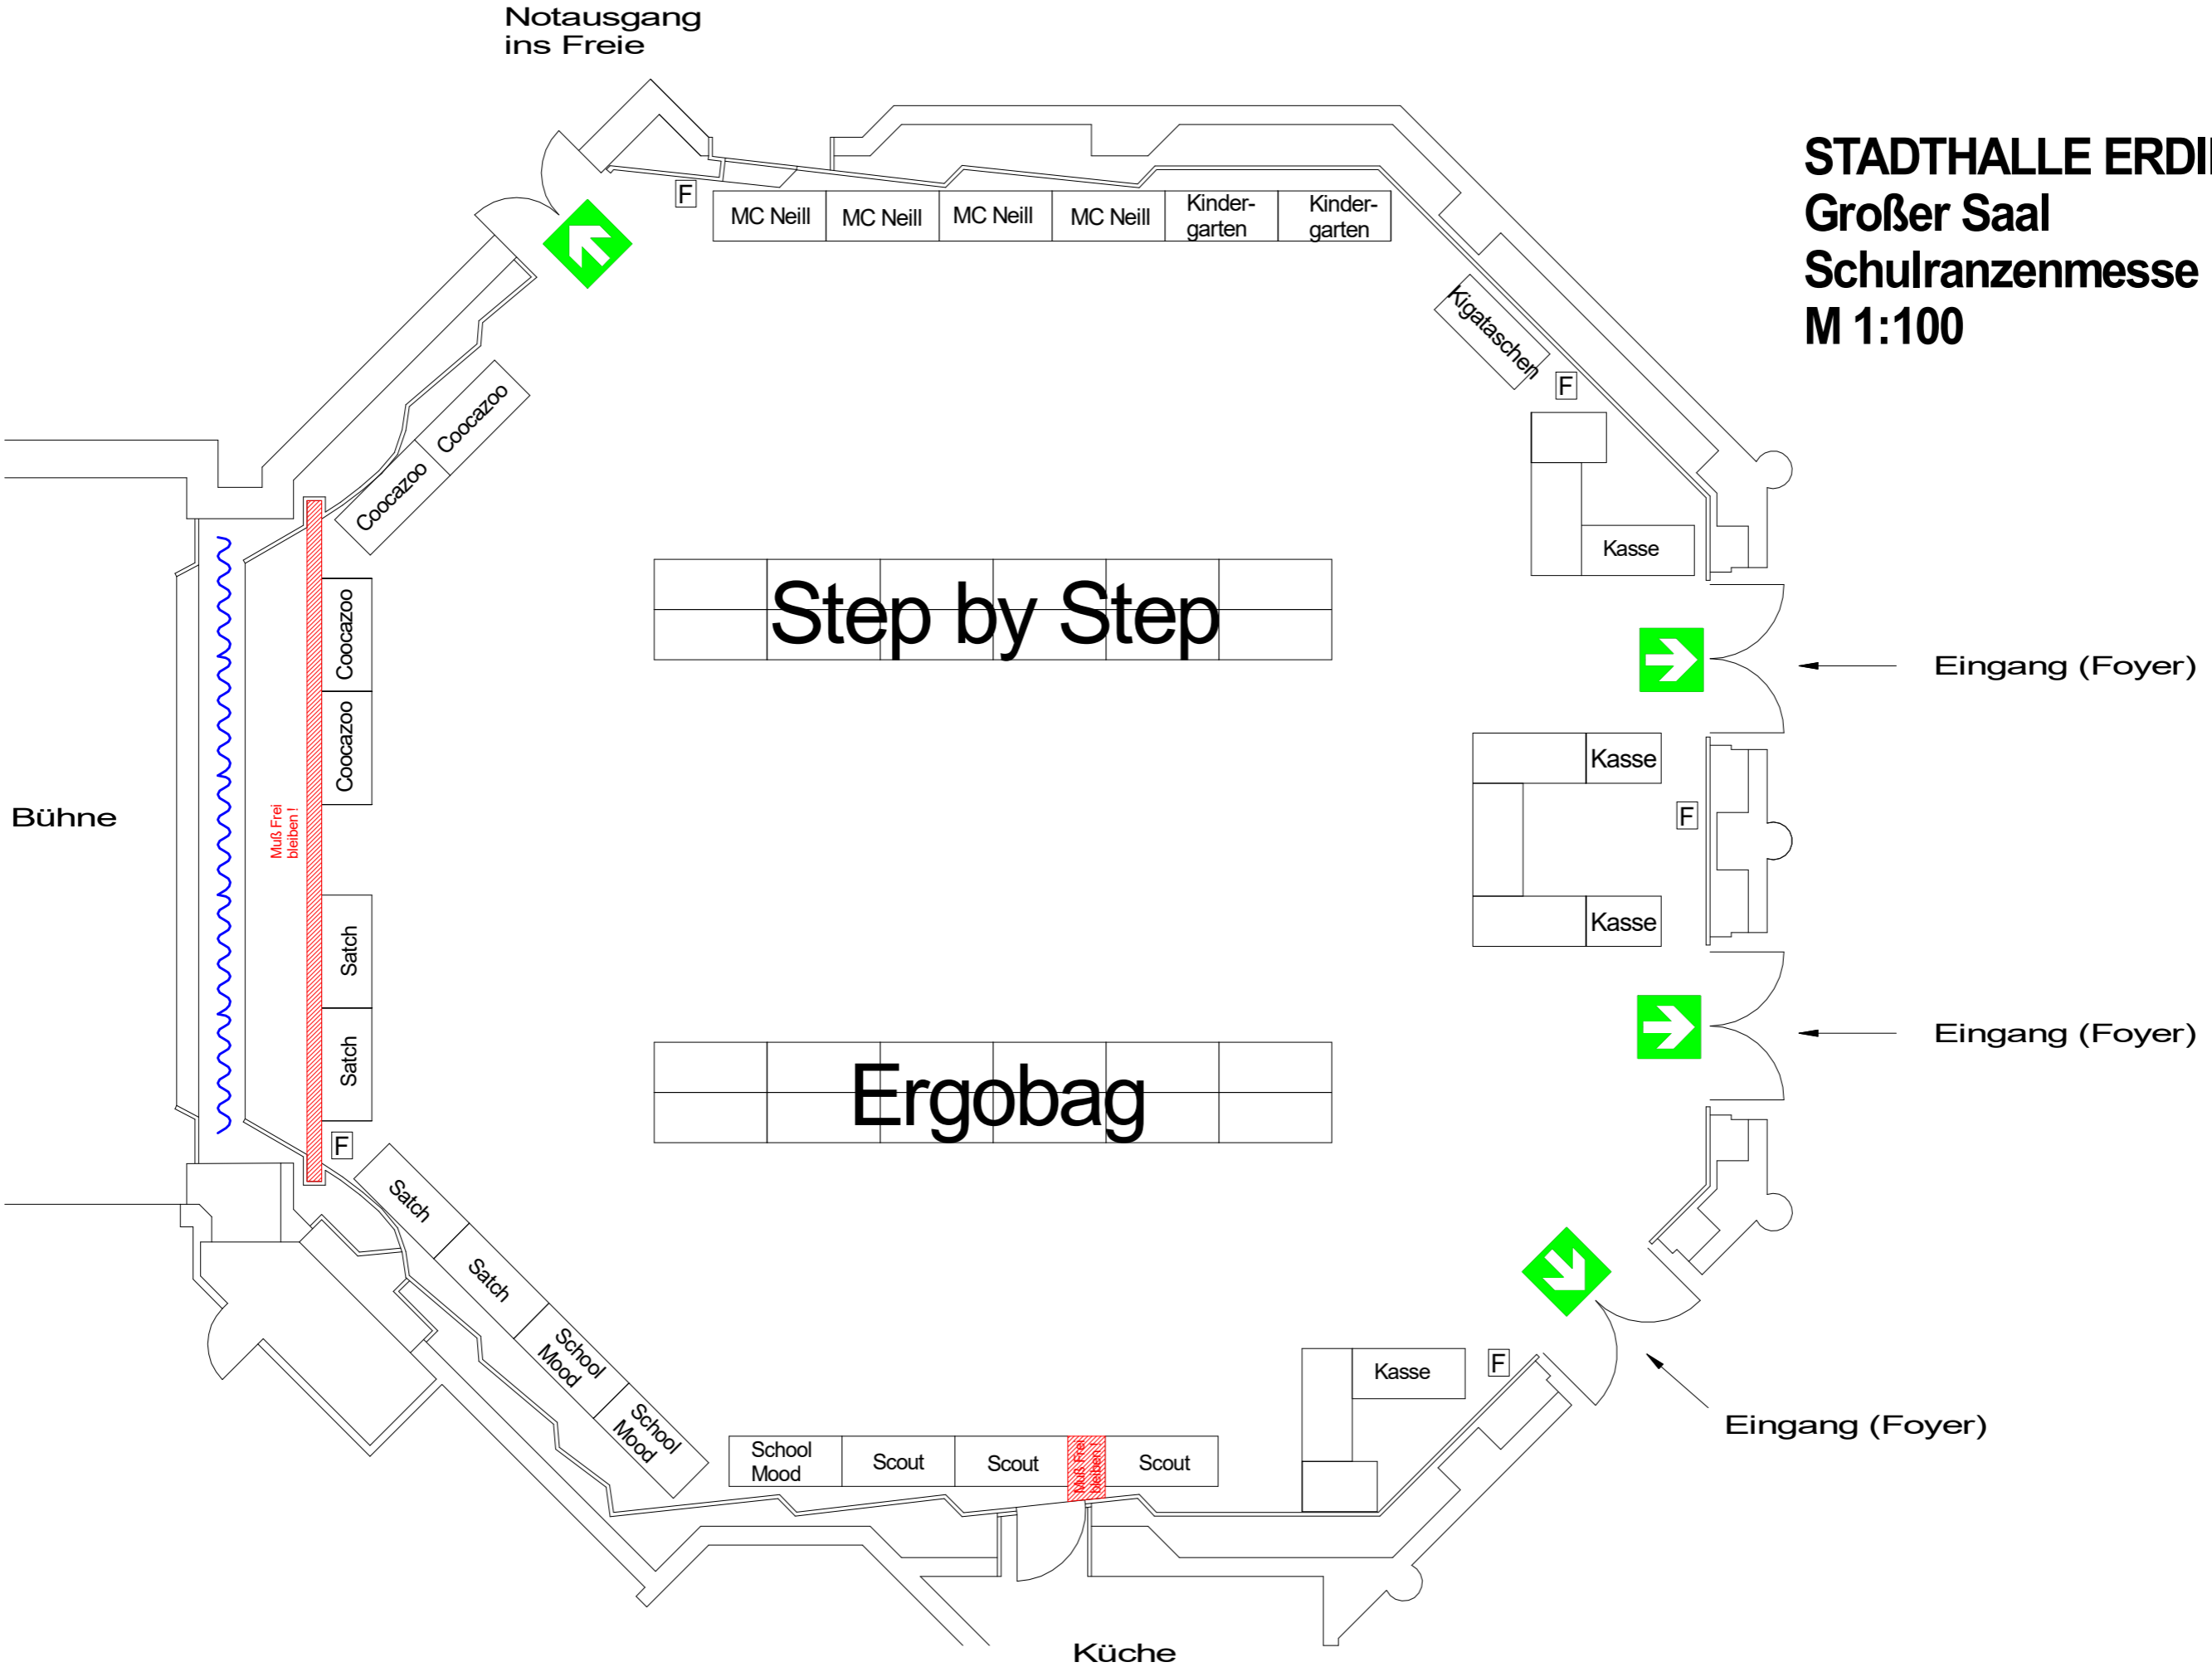 Notausgang
ins Freie
STADTHALLE ERDI
Großer Saal
Schulranzenmesse
M 1:100
F
MC Neill
MC Neill
MC Neill
MC Neill
Kinder-
garten
Kinder-
garten
Kigataschen
F
Coocazoo
Coocazoo
Kasse
Coocazoo
Coocazoo
Step by Step
Eingang (Foyer)
Kasse
Bühne
Muß Frei
bleiben !
F
Kasse
Satch
Satch
Eingang (Foyer)
Ergobag
F
Satch
Satch
School
Mood
School
Mood
Kasse
F
Eingang (Foyer)
School
Mood
Scout
Scout
Muß Frei
bleiben !
Scout
Küche